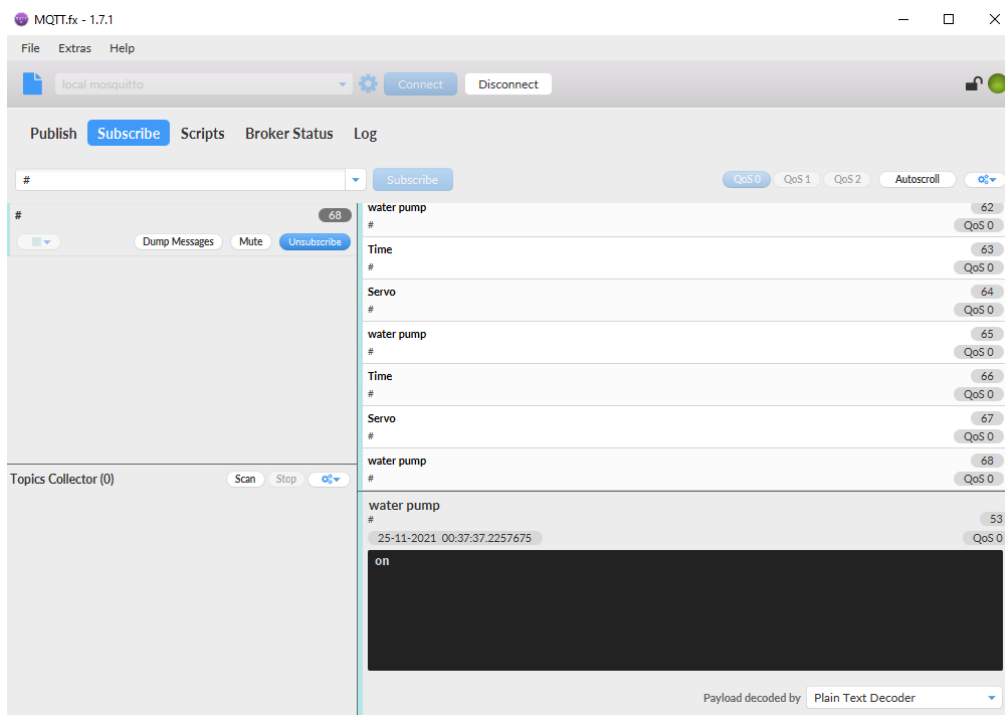 MQTT.fx - 1.7.1
File Extras Help
local mosquitto Connect Disconnect
Publish Subscribe Scripts Broker Status Log
# Subscribe QoS 0 QoS 1 QoS 2 Autoscroll
# 68
Dump Messages Mute Unsubscribe
water pump 62
# QoS 0
Time 63
# QoS 0
Servo 64
# QoS 0
water pump 65
# QoS 0
Time 66
# QoS 0
Servo 67
# QoS 0
water pump 68
# QoS 0
Topics Collector (0) Scan Stop
water pump
# 53
25-11-2021 00:37:37.2257675 QoS 0
on
Payload decoded by Plain Text Decoder